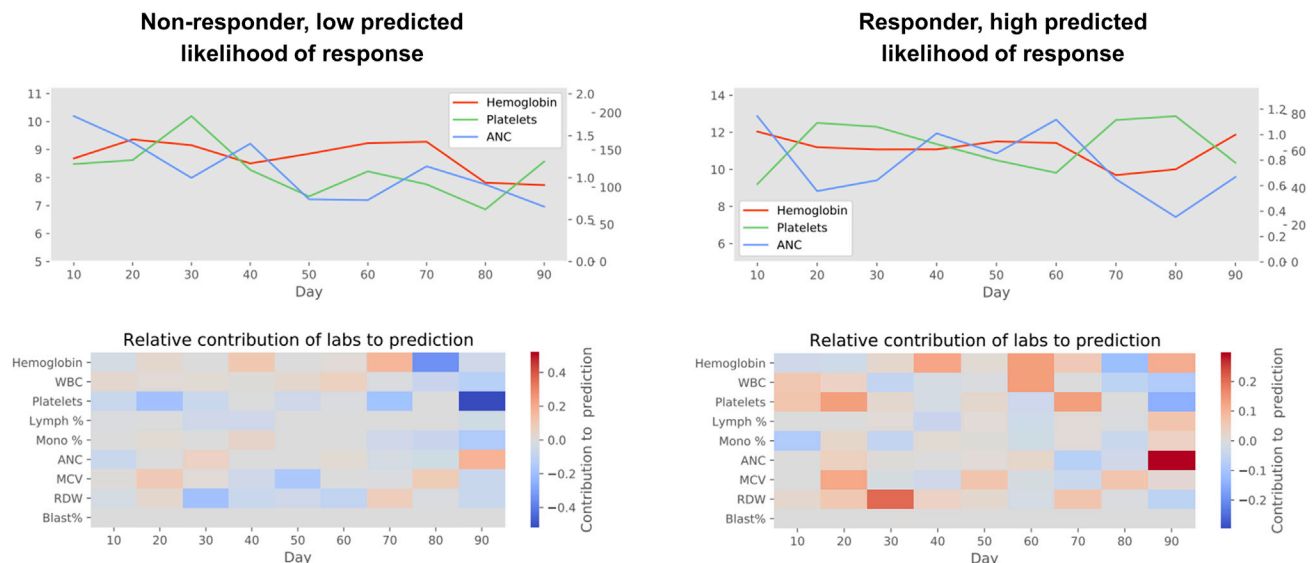 Non-responder, low predicted
likelihood of response
11
10
9
8
7
6
5
Hemoglobin
Platelets
ANC
2.0
1.5
1.0
0.5
0.0
200
150
100
50
0
10 20 30 40 50 60 70 80 90
Day
Relative contribution of labs to prediction
Hemoglobin
WBC
Platelets
Lymph %
Mono %
ANC
MCV
RDW
Blast%
10 20 30 40 50 60 70 80 90
Day
0.4
0.2
0.0
−0.2
−0.4
Contribution to prediction
Responder, high predicted
likelihood of response
14
12
10
8
6
Hemoglobin
Platelets
ANC
1.2
1.0
0.8
0.6
0.4
0.2
0.0
80
60
40
20
0
10 20 30 40 50 60 70 80 90
Day
Relative contribution of labs to prediction
Hemoglobin
WBC
Platelets
Lymph %
Mono %
ANC
MCV
RDW
Blast%
10 20 30 40 50 60 70 80 90
Day
0.2
0.1
0.0
−0.1
−0.2
Contribution to prediction